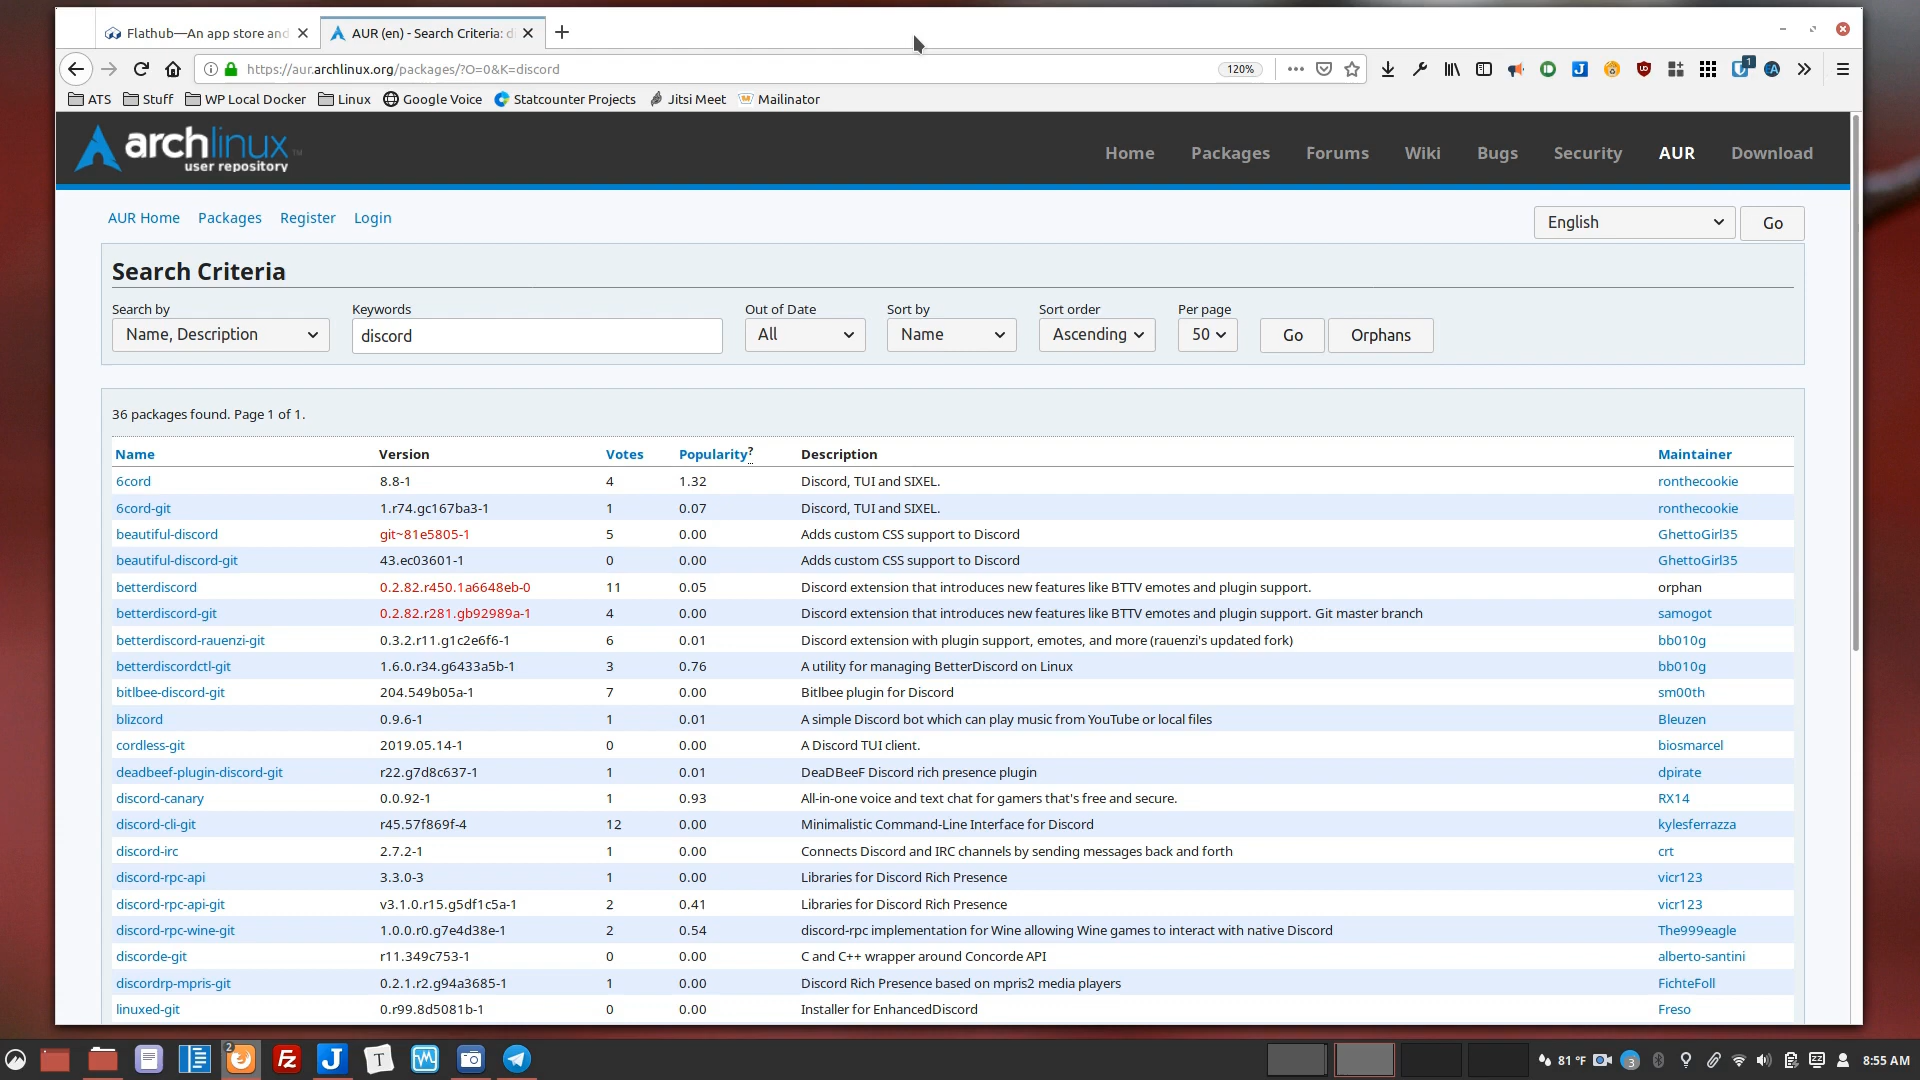 Flathub—An app store and
AUR (en) - Search Criteria: d
https://aur.archlinux.org/packages/?O=0&K=discord
120%
1
ATS
Stuff
WP Local Docker
Linux
Google Voice
Statcounter Projects
Jitsi Meet
Mailinator
archlinux
user repository
Home
Packages
Forums
Wiki
Bugs
Security
AUR
Download
AUR Home
Packages
Register
Login
English
Go
Search Criteria
Search by
Keywords
Out of Date
Sort by
Sort order
Per page
Name, Description
discord
All
Name
Ascending
50
Go
Orphans
36 packages found. Page 1 of 1.
Name Version Votes Popularity? Description Maintainer
6cord 8.8-1 4 1.32 Discord, TUI and SIXEL. ronthecookie
6cord-git 1.r74.gc167ba3-1 1 0.07 Discord, TUI and SIXEL. ronthecookie
beautiful-discord git~81e5805-1 5 0.00 Adds custom CSS support to Discord GhettoGirl35
beautiful-discord-git 43.ec03601-1 0 0.00 Adds custom CSS support to Discord GhettoGirl35
betterdiscord 0.2.82.r450.1a6648eb-0 11 0.05 Discord extension that introduces new features like BTTV emotes and plugin support. orphan
betterdiscord-git 0.2.82.r281.gb92989a-1 4 0.00 Discord extension that introduces new features like BTTV emotes and plugin support. Git master branch samogot
betterdiscord-rauenzi-git 0.3.2.r11.g1c2e6f6-1 6 0.01 Discord extension with plugin support, emotes, and more (rauenzi's updated fork) bb010g
betterdiscordctl-git 1.6.0.r34.g6433a5b-1 3 0.76 A utility for managing BetterDiscord on Linux bb010g
bitlbee-discord-git 204.549b05a-1 7 0.00 Bitlbee plugin for Discord sm00th
blizcord 0.9.6-1 1 0.01 A simple Discord bot which can play music from YouTube or local files Bleuzen
cordless-git 2019.05.14-1 0 0.00 A Discord TUI client. biosmarcel
deadbeef-plugin-discord-git r22.g7d8c637-1 1 0.01 DeaDBeeF Discord rich presence plugin dpirate
discord-canary 0.0.92-1 1 0.93 All-in-one voice and text chat for gamers that's free and secure. RX14
discord-cli-git r45.57f869f-4 12 0.00 Minimalistic Command-Line Interface for Discord kylesferrazza
discord-irc 2.7.2-1 1 0.00 Connects Discord and IRC channels by sending messages back and forth crt
discord-rpc-api 3.3.0-3 1 0.00 Libraries for Discord Rich Presence vicr123
discord-rpc-api-git v3.1.0.r15.g5df1c5a-1 2 0.41 Libraries for Discord Rich Presence vicr123
discord-rpc-wine-git 1.0.0.r0.g7e4d38e-1 2 0.54 discord-rpc implementation for Wine allowing Wine games to interact with native Discord The999eagle
discorde-git r11.349c753-1 0 0.00 C and C++ wrapper around Concorde API alberto-santini
discordrp-mpris-git 0.2.1.r2.g94a3685-1 1 0.00 Discord Rich Presence based on mpris2 media players FichteFoll
linuxed-git 0.r99.8d5081b-1 0 0.00 Installer for EnhancedDiscord Freso
2
Fz
J
T
81 °F
3
8:55 AM